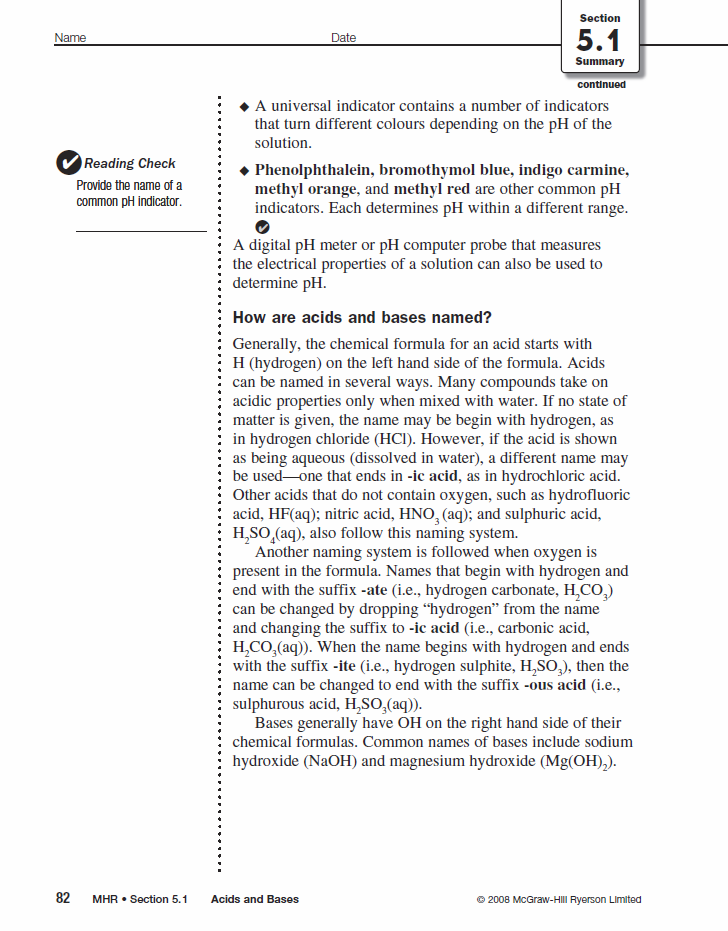 Name Date
Section
5.1
Summary
continued
◆ A universal indicator contains a number of indicators
that turn different colours depending on the pH of the
solution.
✔ Reading Check
Provide the name of a
common pH indicator.
◆ Phenolphthalein, bromothymol blue, indigo carmine,
methyl orange, and methyl red are other common pH
indicators. Each determines pH within a different range.
✔
A digital pH meter or pH computer probe that measures
the electrical properties of a solution can also be used to
determine pH.
How are acids and bases named?
Generally, the chemical formula for an acid starts with
H (hydrogen) on the left hand side of the formula. Acids
can be named in several ways. Many compounds take on
acidic properties only when mixed with water. If no state of
matter is given, the name may be begin with hydrogen, as
in hydrogen chloride (HCl). However, if the acid is shown
as being aqueous (dissolved in water), a different name may
be used—one that ends in -ic acid, as in hydrochloric acid.
Other acids that do not contain oxygen, such as hydrofluoric
acid, HF(aq); nitric acid, HNO₃ (aq); and sulphuric acid,
H₂SO₄(aq), also follow this naming system.
Another naming system is followed when oxygen is
present in the formula. Names that begin with hydrogen and
end with the suffix -ate (i.e., hydrogen carbonate, H₂CO₃)
can be changed by dropping “hydrogen” from the name
and changing the suffix to -ic acid (i.e., carbonic acid,
H₂CO₃(aq)). When the name begins with hydrogen and ends
with the suffix -ite (i.e., hydrogen sulphite, H₂SO₃), then the
name can be changed to end with the suffix -ous acid (i.e.,
sulphurous acid, H₂SO₃(aq)).
Bases generally have OH on the right hand side of their
chemical formulas. Common names of bases include sodium
hydroxide (NaOH) and magnesium hydroxide (Mg(OH)₂).
82 MHR • Section 5.1 Acids and Bases © 2008 McGraw-Hill Ryerson Limited